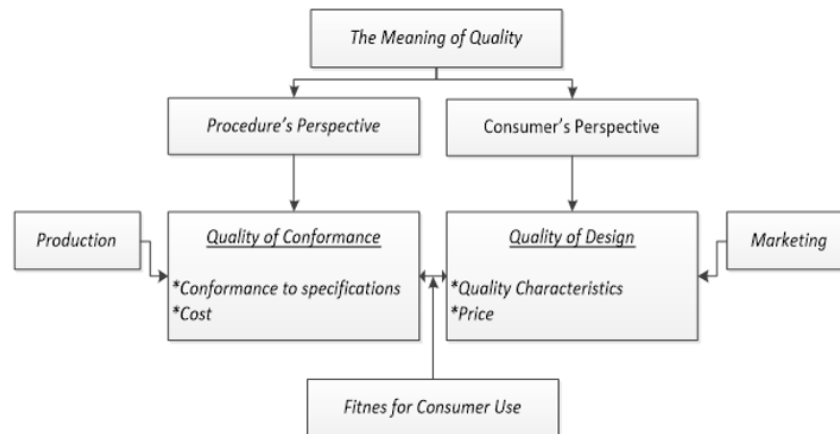 The Meaning of Quality
Procedure's Perspective
Consumer's Perspective
Production
Quality of Conformance
*Conformance to specifications
*Cost
Quality of Design
*Quality Characteristics
*Price
Marketing
Fitnes for Consumer Use